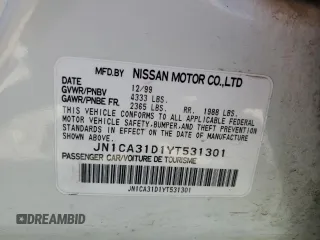 MFD.BY NISSAN MOTOR CO.,LTD
DATE 12/99
GVWR/PNBV 4333 LBS.
GAWR/PNBE FR. 2365 LBS. RR. 1988 LBS.
THIS VEHICLE CONFORMS TO ALL APPLICABLE FEDERAL
MOTOR VEHICLE SAFETY,BUMPER,AND THEFT PREVENTION
STANDARDS IN EFFECT ON THE DATE OF MANUFACTURE
SHOWN ABOVE.
JN1CA31D1YT531301
PASSENGER CAR/VOITURE DE TOURISME
JN1CA31D1YT531301
DREAMBID